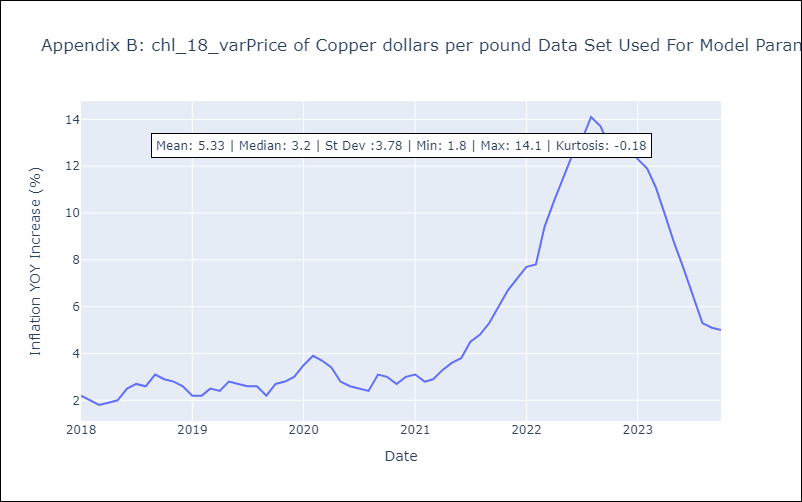 Appendix B: chl_18_varPrice of Copper dollars per pound Data Set Used For Model Param
14
Mean: 5.33 | Median: 3.2 | St Dev :3.78 | Min: 1.8 | Max: 14.1 | Kurtosis: -0.18
12
10
8
6
4
2
Inflation YOY Increase (%)
2018 2019 2020 2021 2022 2023
Date